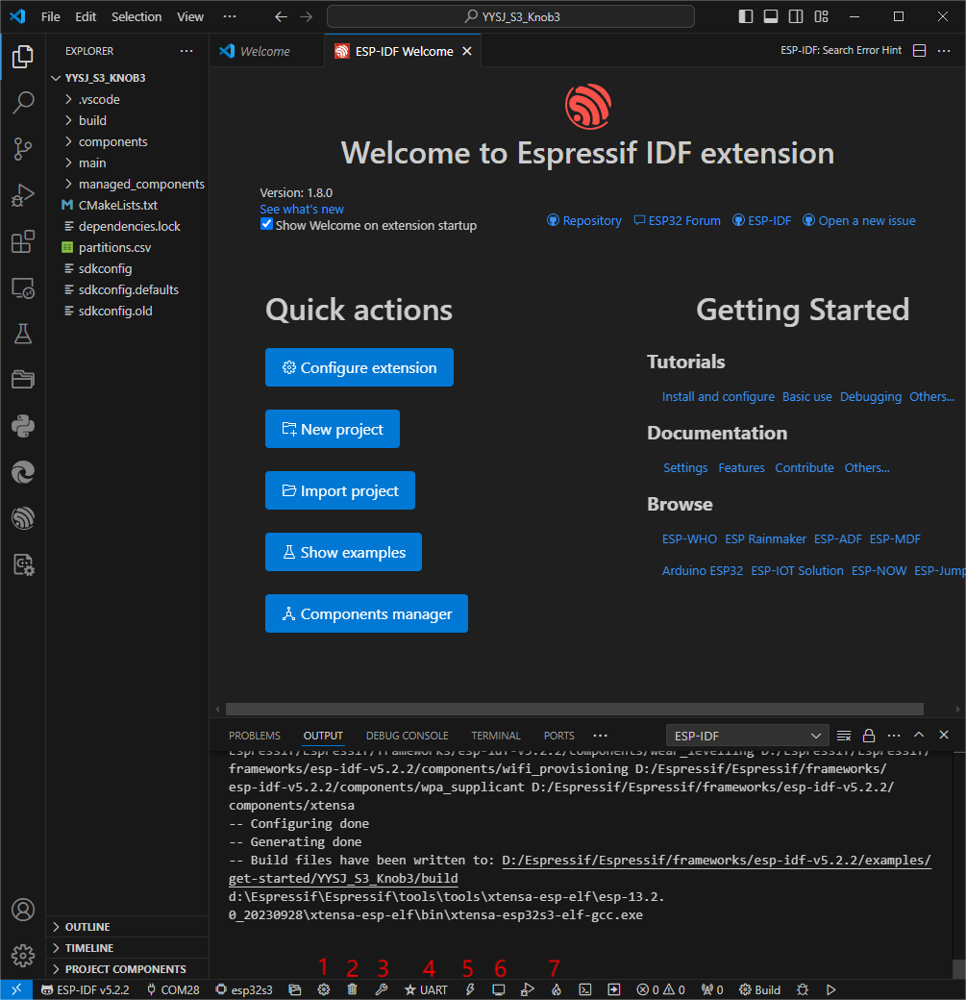 File Edit Selection View ··· YYSJ_S3_Knob3
EXPLORER ···
YYSJ_S3_KNOB3
.vscode
build
components
main
managed_components
CMakeLists.txt
dependencies.lock
partitions.csv
sdkconfig
sdkconfig.defaults
sdkconfig.old
OUTLINE
TIMELINE
PROJECT COMPONENTS
Welcome ESP-IDF Welcome ESP-IDF: Search Error Hint ···
Welcome to Espressif IDF extension
Version: 1.8.0
See what's new
Show Welcome on extension startup
Repository ESP32 Forum ESP-IDF Open a new issue
Quick actions
Configure extension
New project
Import project
Show examples
Components manager
Getting Started
Tutorials
Install and configure Basic use Debugging Others...
Documentation
Settings Features Contribute Others...
Browse
ESP-WHO ESP Rainmaker ESP-ADF ESP-MDF
Arduino ESP32 ESP-IOT Solution ESP-NOW ESP-Jump
PROBLEMS OUTPUT DEBUG CONSOLE TERMINAL PORTS ··· ESP-IDF ···
Espressif/Espressif/frameworks/esp-idf-v5.2.2/components/wear_levelling D:/Espressif/Espressif/
frameworks/esp-idf-v5.2.2/components/wifi_provisioning D:/Espressif/Espressif/frameworks/
esp-idf-v5.2.2/components/wpa_supplicant D:/Espressif/Espressif/frameworks/esp-idf-v5.2.2/
components/xtensa
-- Configuring done
-- Generating done
-- Build files have been written to: D:/Espressif/Espressif/frameworks/esp-idf-v5.2.2/examples/
get-started/YYSJ_S3_Knob3/build
d:\Espressif\Espressif\tools\tools\xtensa-esp-elf\esp-13.2.
0_20230928\xtensa-esp-elf\bin\xtensa-esp32s3-elf-gcc.exe
1 2 3 4 5 6 7
ESP-IDF v5.2.2 COM28 esp32s3 UART 0 0 0 Build